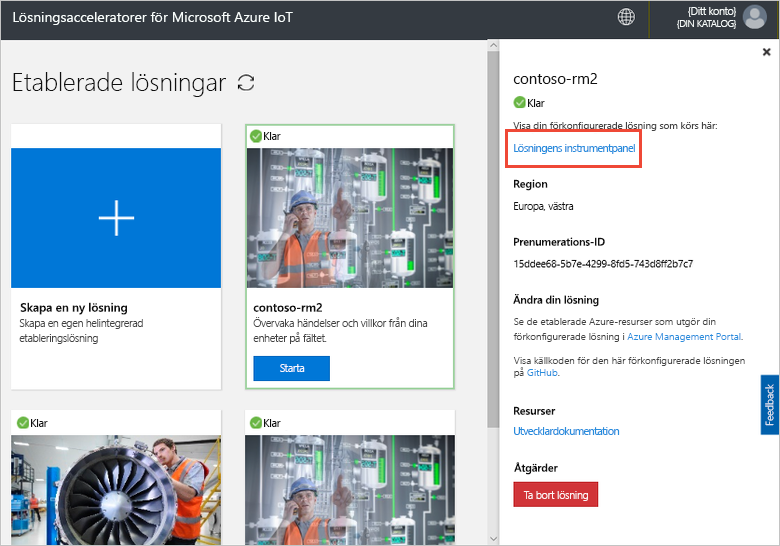 Lösningsacceleratorer för Microsoft Azure IoT
{Ditt konto}
{DIN KATALOG}
Etablerade lösningar
Skapa en ny lösning
Skapa en egen helintegrerad
etableringslösning
Klar
contoso-rm2
Övervaka händelser och villkor från dina
enheter på fältet.
Starta
Klar
Klar
contoso-rm2
Klar
Visa din förkonfigurerade lösning som körs här:
Lösningens instrumentpanel
Region
Europa, västra
Prenumerations-ID
15ddee68-5b7e-4299-8fd5-743d8ff2b7c7
Ändra din lösning
Se de etablerade Azure-resurser som utgör din
förkonfigurerade lösning i Azure Management Portal.
Visa källkoden för den här förkonfigurerade lösningen
på GitHub.
Resurser
Utvecklardokumentation
Åtgärder
Ta bort lösning
Feedback